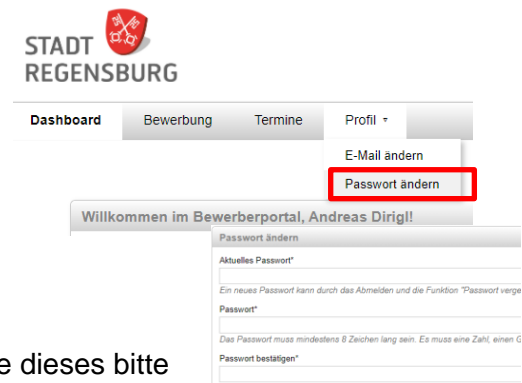 STADT
REGENSBURG
Dashboard Bewerbung Termine Profil
E-Mail ändern
Passwort ändern
Willkommen im Bewerberportal, Andreas Dirigl!
Passwort ändern
Aktuelles Passwort*
Ein neues Passwort kann durch das Abmelden und die Funktion "Passwort verge
Passwort*
Das Passwort muss mindestens 8 Zeichen lang sein. Es muss eine Zahl, einen G
Passwort bestätigen*
e dieses bitte